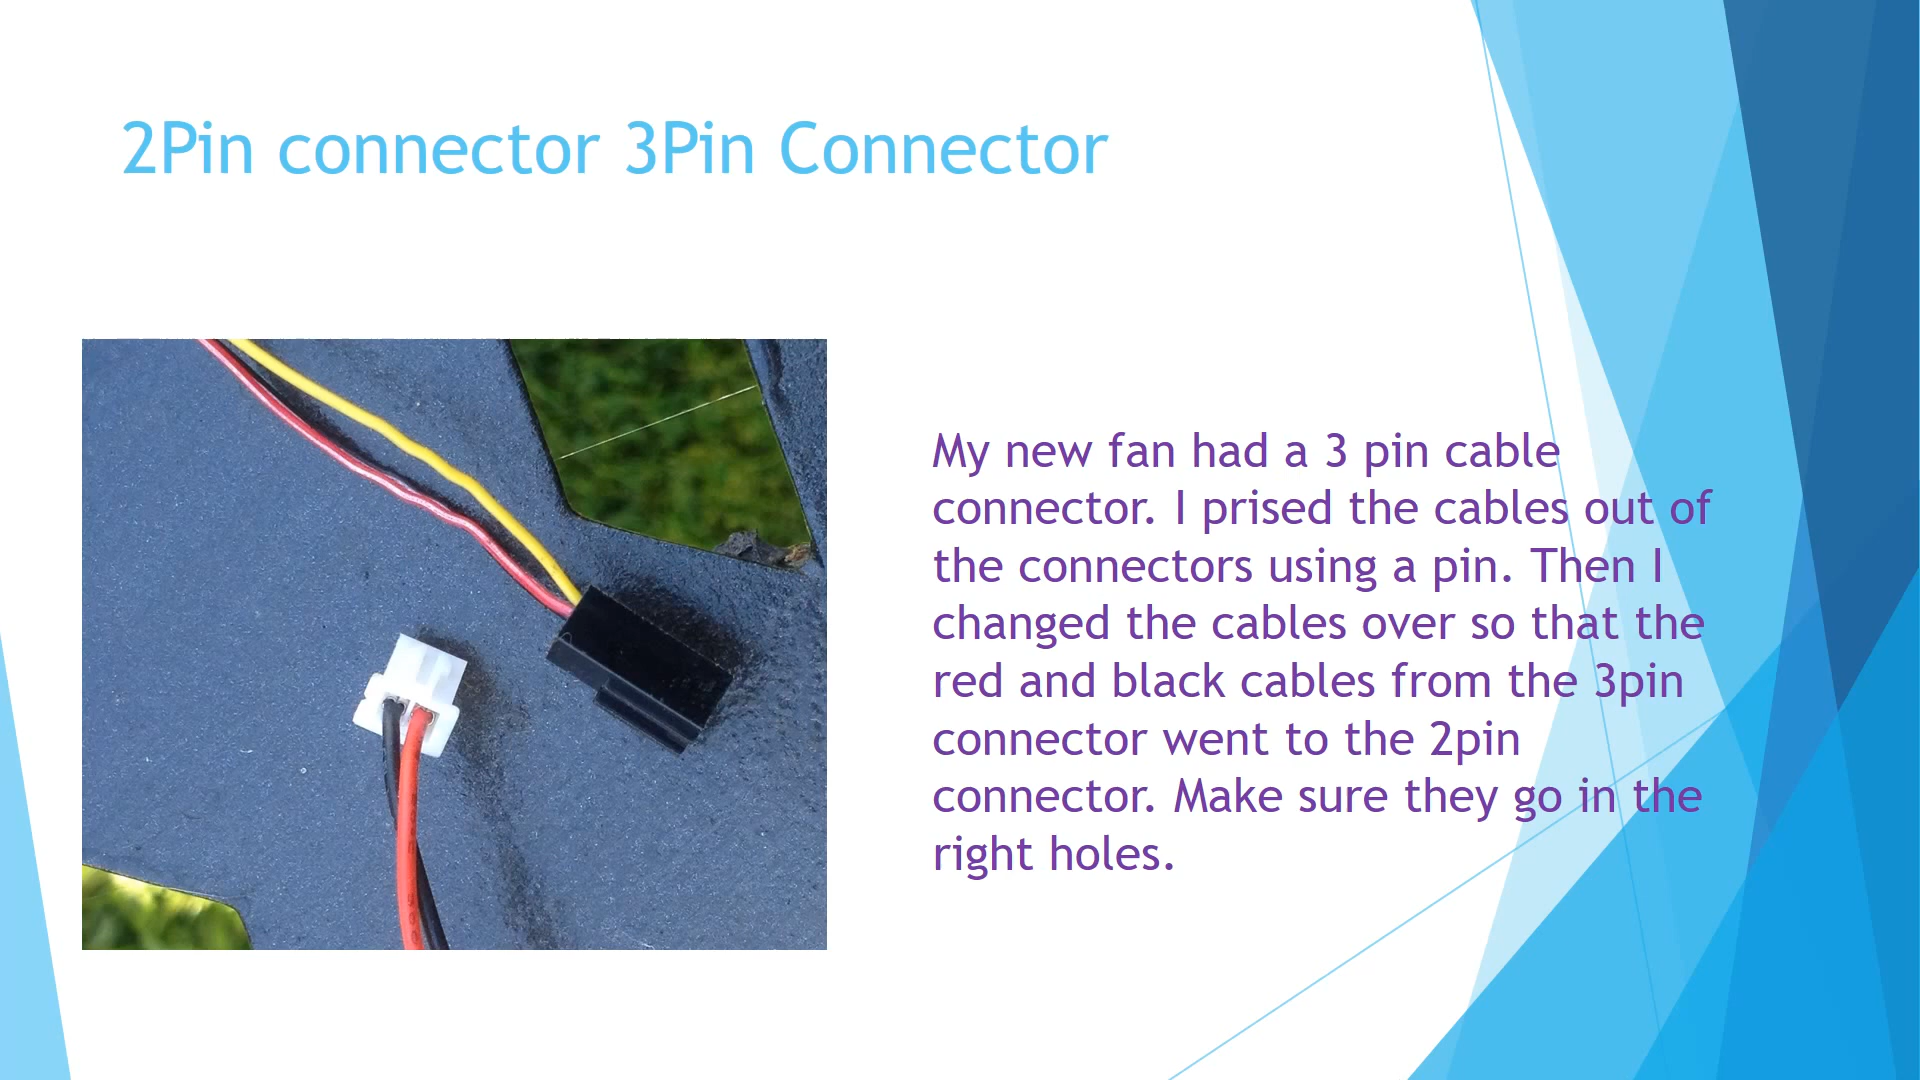 2Pin connector 3Pin Connector
My new fan had a 3 pin cable
connector. I prised the cables out of
the connectors using a pin. Then I
changed the cables over so that the
red and black cables from the 3pin
connector went to the 2pin
connector. Make sure they go in the
right holes.